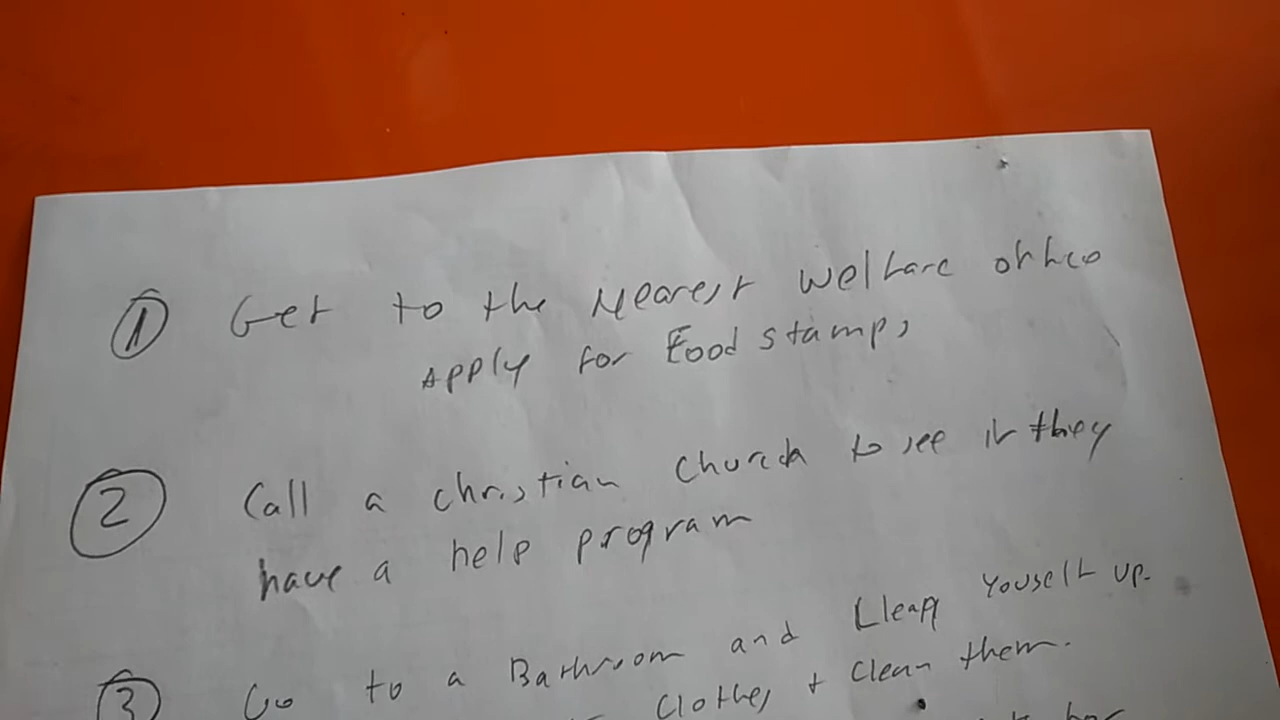 1 Get to the Nearest welfare office
Apply for Food stamps
2 Call a christian church to see if they
have a help program
3 Go to a Bathroom and Clean youself up.
clothes + clean them.